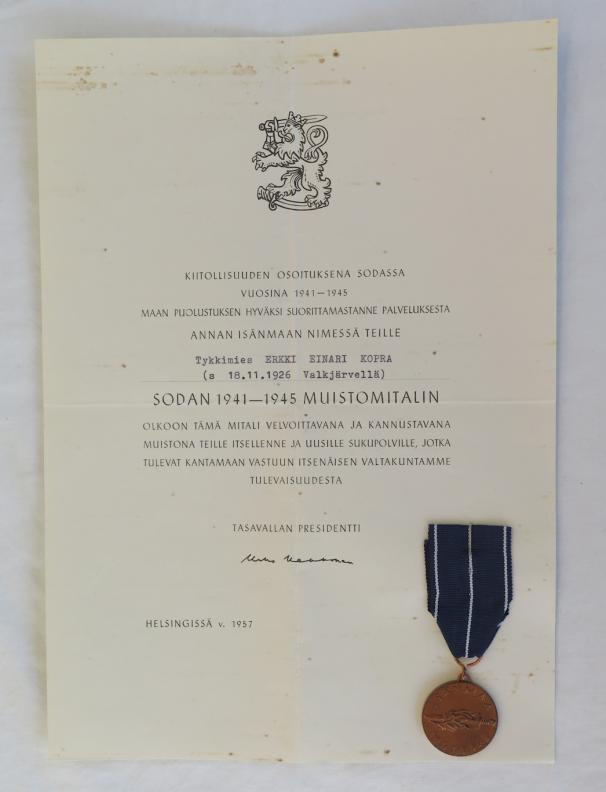 KIITOLLISUUDEN OSOITUKSENA SODASSA
VUOSINA 1941—1945
MAAN PUOLUSTUKSEN HYVÄKSI SUORITTAMASTANNE PALVELUKSESTA
ANNAN ISÄNMAAN NIMESSÄ TEILLE
Tykkimies ERKKI EINARI KOPRA
(s 18.11.1926 Valkjärvellä)
SODAN 1941—1945 MUISTOMITALIN
OLKOON TÄMÄ MITALI VELVOITTAVANA JA KANNUSTAVANA
MUISTONA TEILLE ITSELLENNE JA UUSILLE SUKUPOLVILLE, JOTKA
TULEVAT KANTAMAAN VASTUUN ITSENÄISEN VALTAKUNTAMME
TULEVAISUUDESTA
TASAVALLAN PRESIDENTTI
Urho Kekkonen
HELSINGISSÄ v. 1957